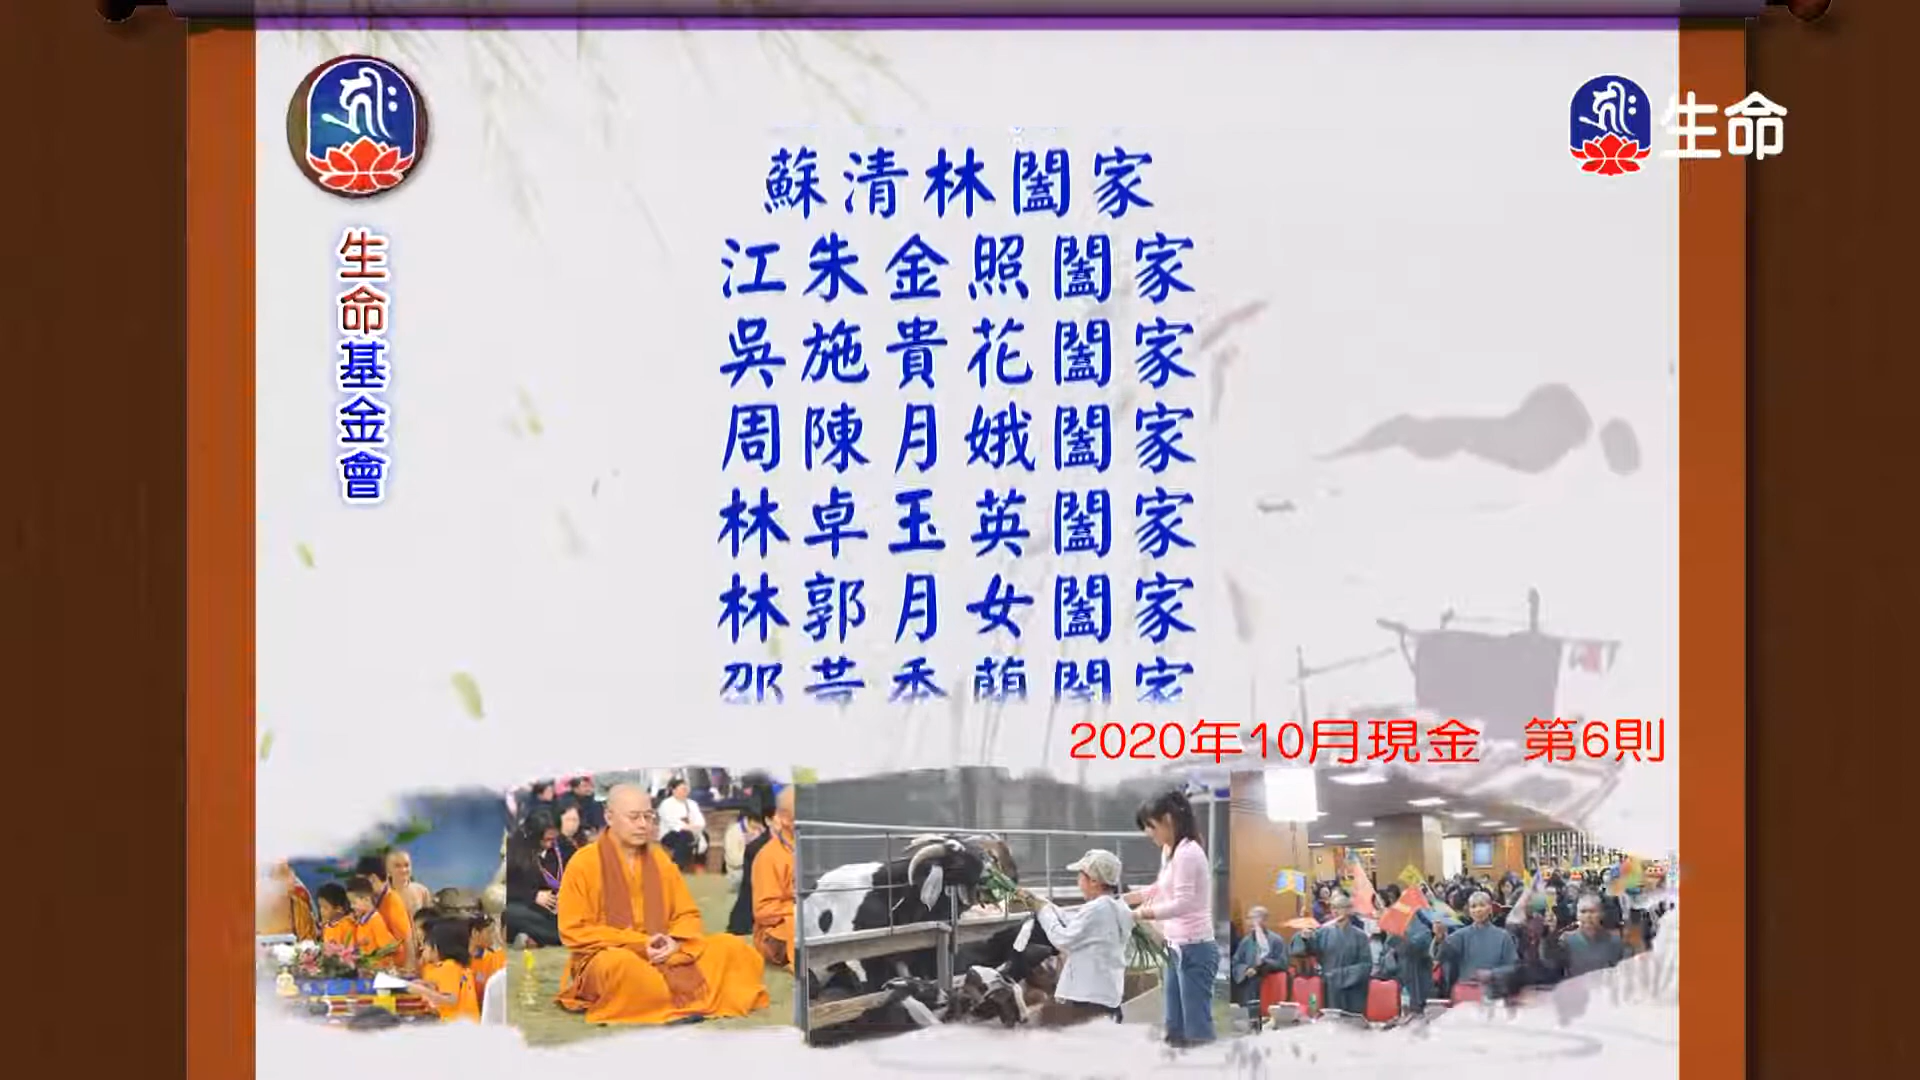 生命
生命基金會
蘇清林闔家
江朱金照闔家
吳施貴花闔家
周陳月娥闔家
林卓玉英闔家
林郭月女闔家
2020年10月現金 第6則